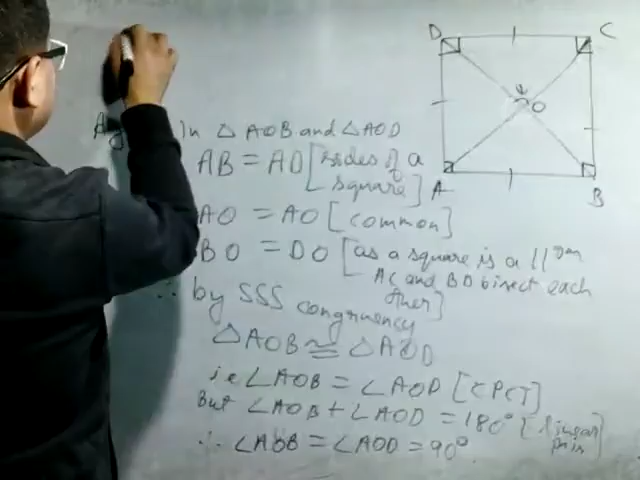 D
C
O
A
B
In △AOB and △AOD
AB = AD [sides of a
square]
AO = AO [common]
BO = DO [as a square is a ||gm
AC and BD bisect each
other]
∴ by SSS congruency
△AOB ≅ △AOD
i.e ∠AOB = ∠AOD [CPCT]
But ∠AOB + ∠AOD = 180° [linear
pair]
∴ ∠AOB = ∠AOD = 90°